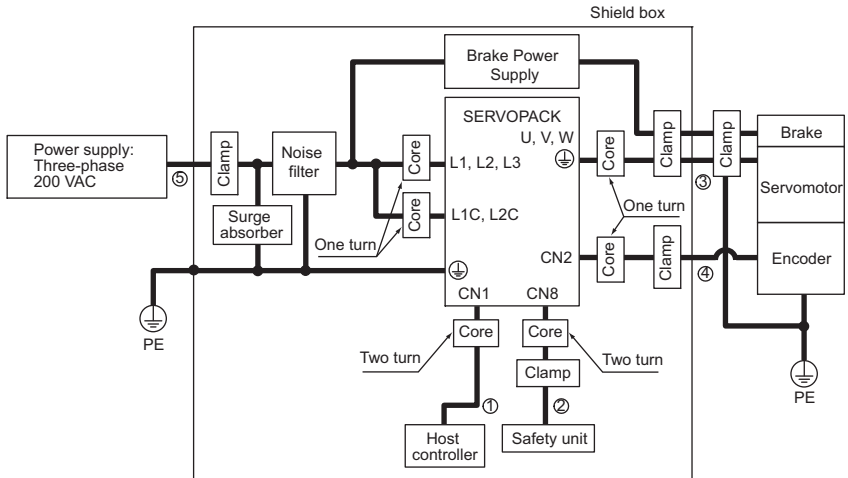 Shield box
Brake Power
Supply
SERVOPACK
U, V, W
Power supply:
Three-phase
200 VAC
⑤
Clamp
Noise
filter
Core
L1, L2, L3
Core
Clamp
③
Clamp
Brake
Servomotor
Surge
absorber
One turn
Core
L1C, L2C
One turn
CN2
Core
Clamp
④
Encoder
PE
CN1
CN8
Two turn
Core
Core
Two turn
Clamp
PE
①
②
Host
controller
Safety unit